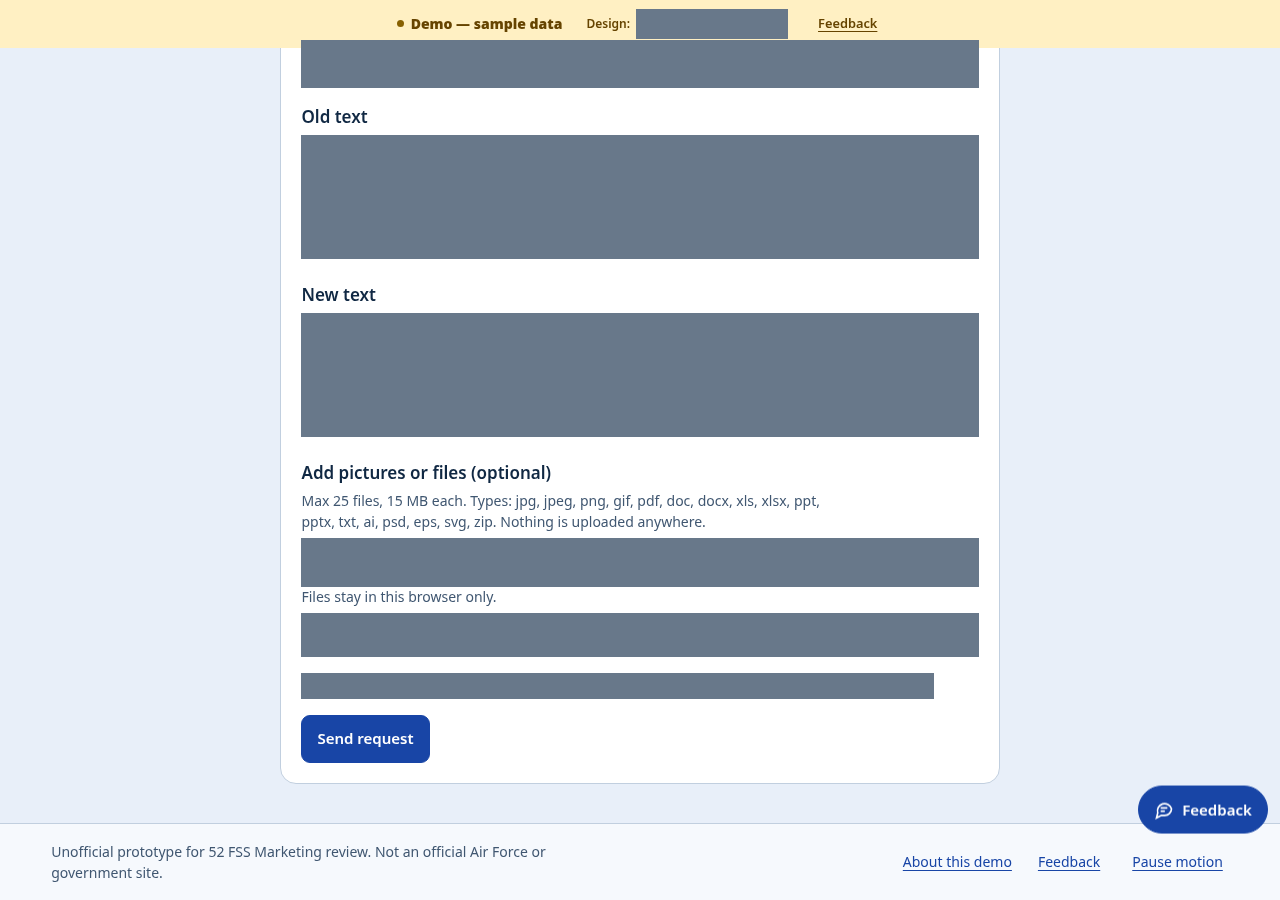 Demo — sample data
Design:
Feedback
Old text
New text
Add pictures or files (optional)
Max 25 files, 15 MB each. Types: jpg, jpeg, png, gif, pdf, doc, docx, xls, xlsx, ppt,
pptx, txt, ai, psd, eps, svg, zip. Nothing is uploaded anywhere.
Files stay in this browser only.
Send request
Feedback
Unofficial prototype for 52 FSS Marketing review. Not an official Air Force or
government site.
About this demo
Feedback
Pause motion